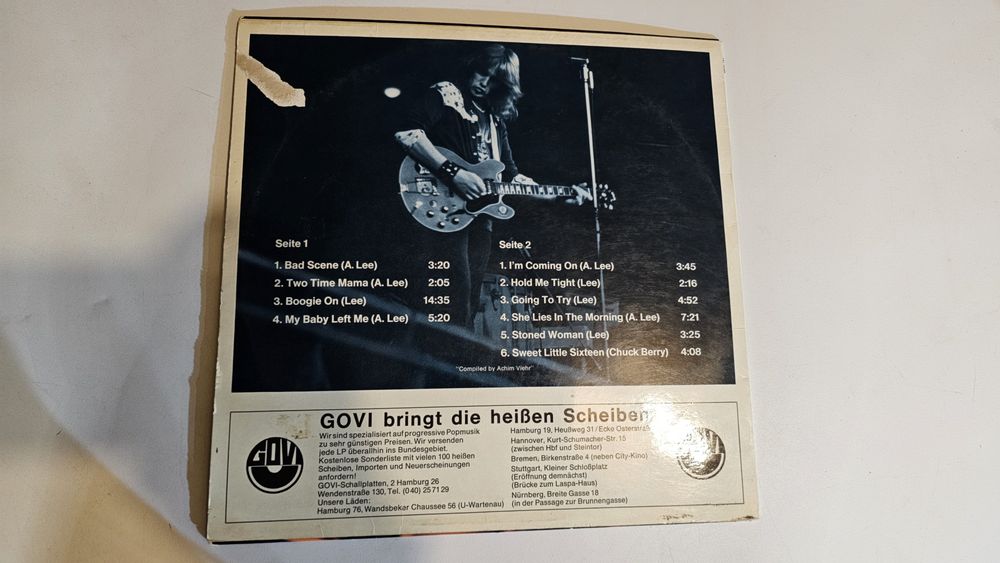 Seite 1
1. Bad Scene (A. Lee) 3:20
2. Two Time Mama (A. Lee) 2:05
3. Boogie On (Lee) 14:35
4. My Baby Left Me (A. Lee) 5:20
Seite 2
1. I'm Coming On (A. Lee) 3:45
2. Hold Me Tight (Lee) 2:16
3. Going To Try (Lee) 4:52
4. She Lies In The Morning (A. Lee) 7:21
5. Stoned Woman (Lee) 3:25
6. Sweet Little Sixteen (Chuck Berry) 4:08
"Compiled by Achim Viehr"
GOVI bringt die heißen Scheiben
GOVI
Wir sind spezialisiert auf progressive Popmusik
zu sehr günstigen Preisen. Wir versenden
jede LP überallhin ins Bundesgebiet.
Kostenlose Sonderliste mit vielen 100 heißen
Scheiben, Importen und Neuerscheinungen
anfordern!
GOVI-Schallplatten, 2 Hamburg 26
Wendenstraße 130, Tel. (040) 257129
Unsere Läden:
Hamburg 76, Wandsbeker Chaussee 56 (U-Wartenau)
Hamburg 19, Heußweg 31/Ecke Osterstraße
Hannover, Kurt-Schumacher-Str. 15
(zwischen Hbf und Steintor)
Bremen, Birkenstraße 4 (neben City-Kino)
Stuttgart, Kleiner Schloßplatz
(Eröffnung demnächst)
(Brücke zum Laspa-Haus)
Nürnberg, Breite Gasse 18
(in der Passage zur Brunnengasse)
GOVI